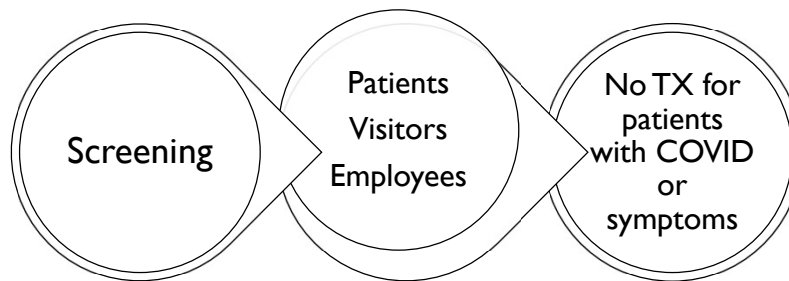 Screening
Patients
Visitors
Employees
No TX for
patients
with COVID
or
symptoms